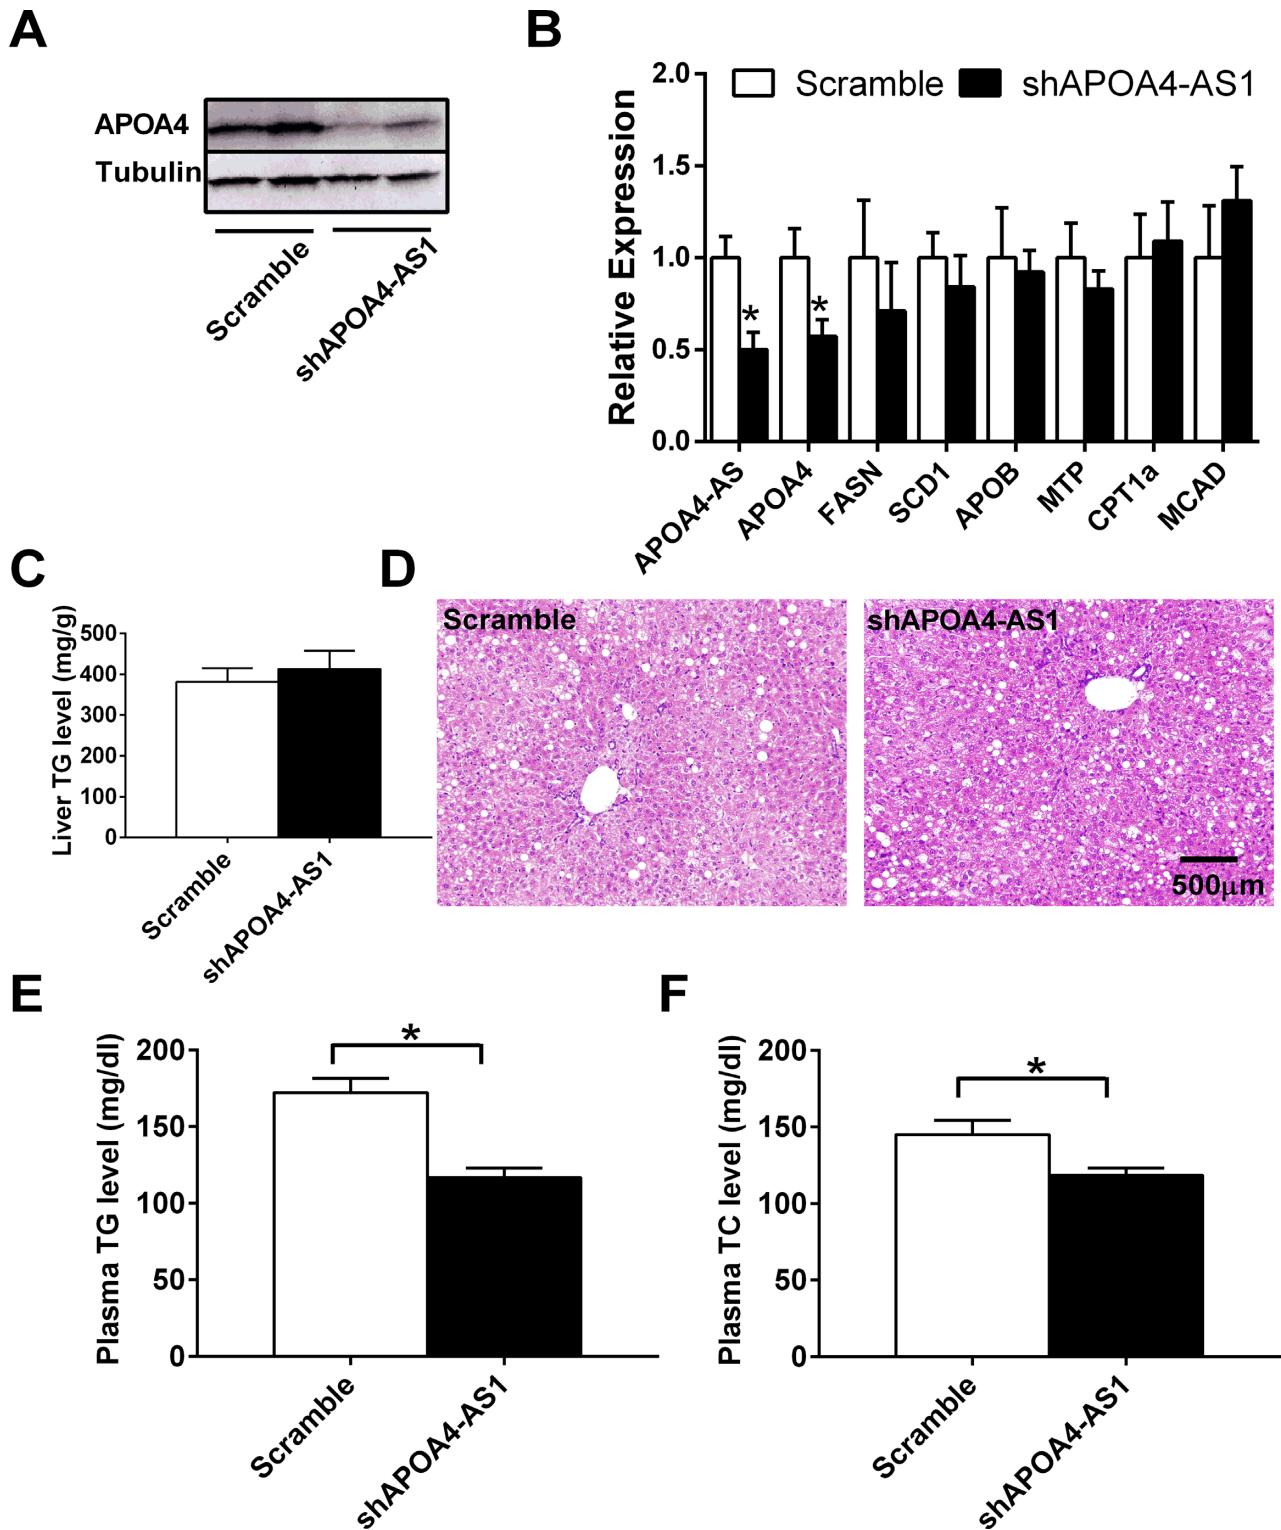 A
APOA4
Tubulin
Scramble
shAPOA4-AS1
B
Scramble
shAPOA4-AS1
Relative Expression
2.0
1.5
1.0
0.5
0.0
*
*
APOA4-AS
APOA4
FASN
SCD1
APOB
MTP
CPT1a
MCAD
C
Liver TG level (mg/g)
500
400
300
200
100
0
Scramble
shAPOA4-AS1
D
Scramble
shAPOA4-AS1
500μm
E
Plasma TG level (mg/dl)
200
150
100
50
0
*
Scramble
shAPOA4-AS1
F
Plasma TC level (mg/dl)
200
150
100
50
0
*
Scramble
shAPOA4-AS1